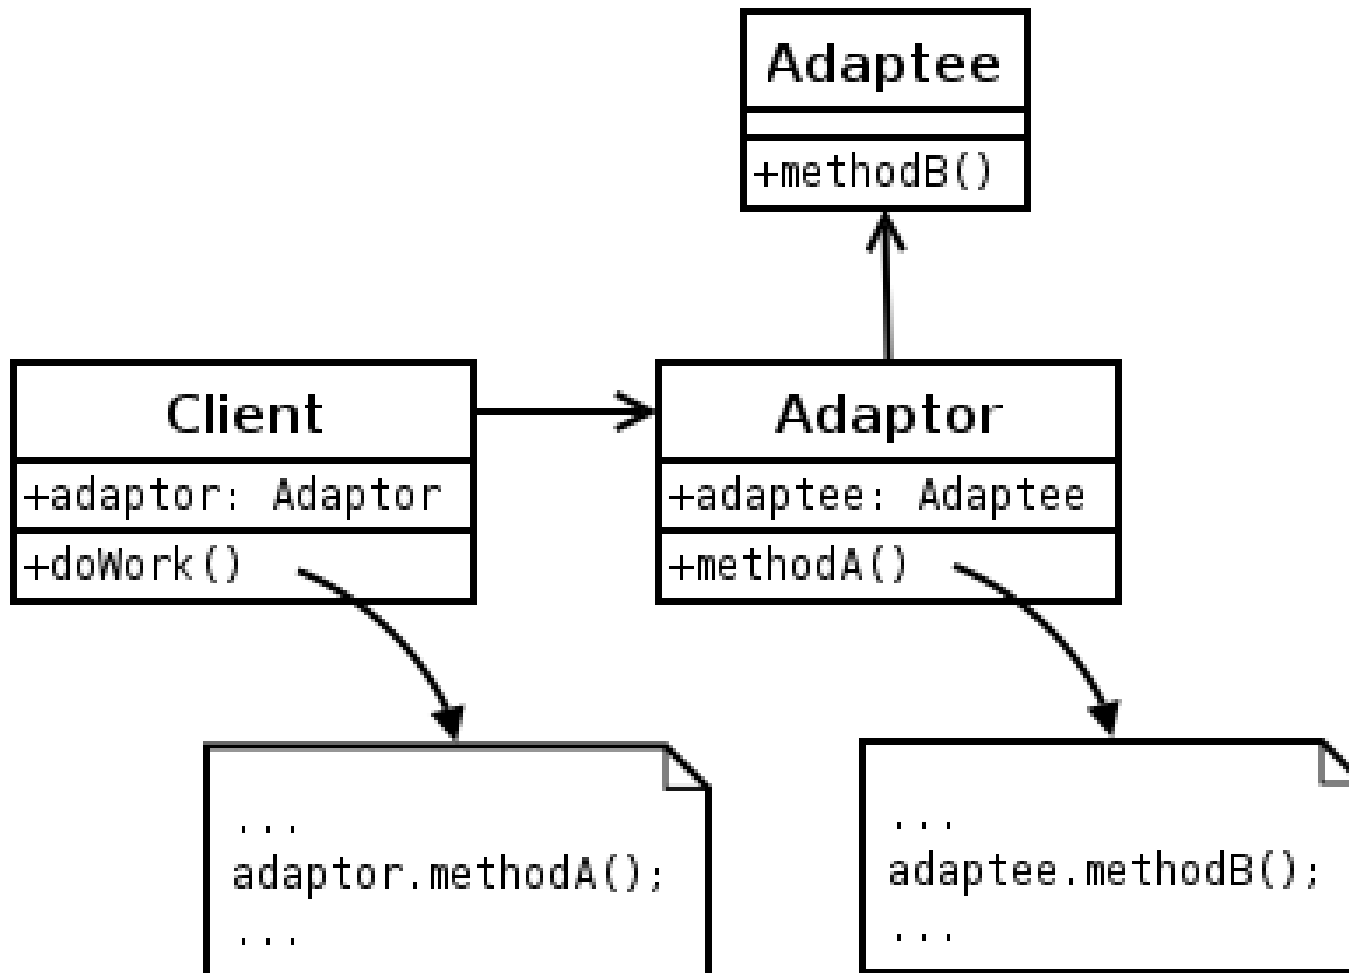 Adaptee
+methodB()
Client
+adaptor: Adaptor
+doWork()
Adaptor
+adaptee: Adaptee
+methodA()
...
adaptor.methodA();
...
...
adaptee.methodB();
...